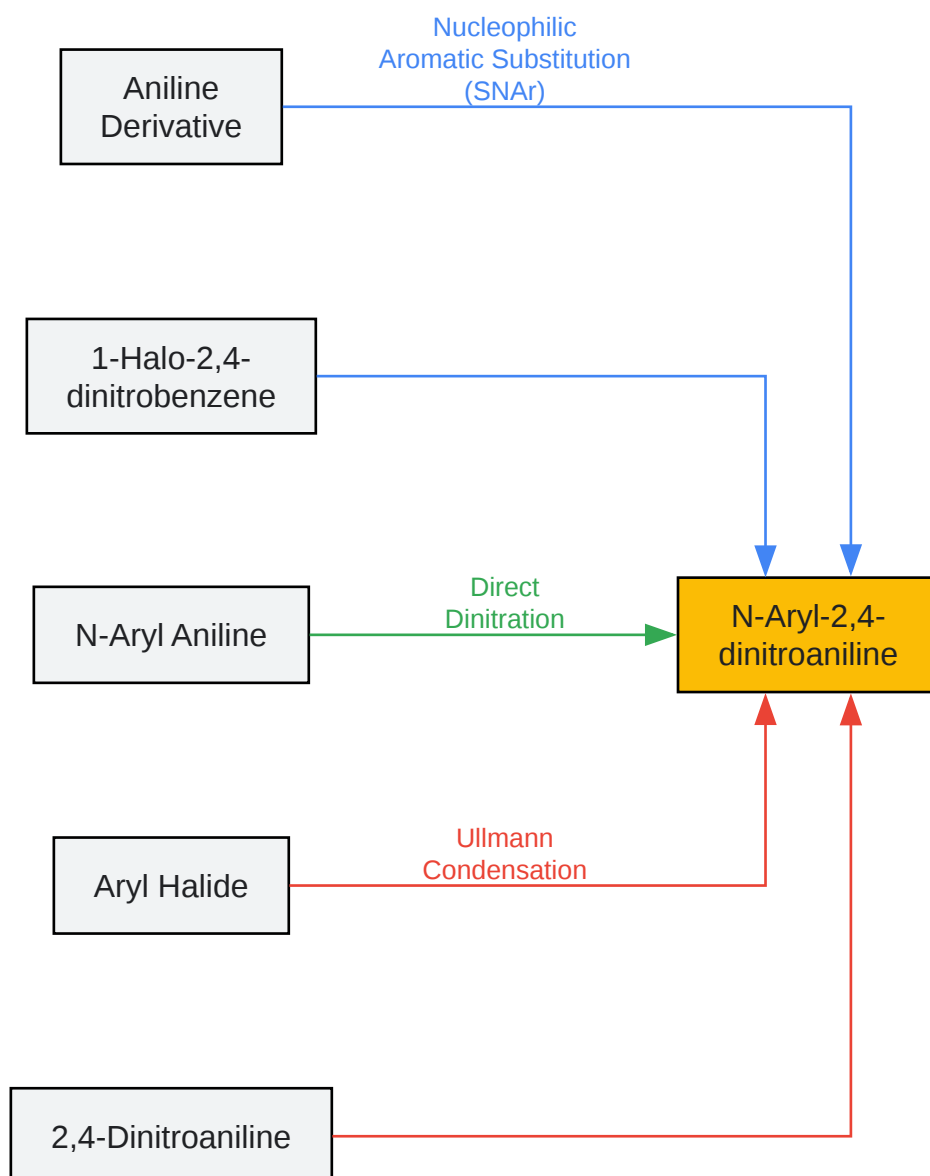 Nucleophilic
Aromatic Substitution
(SNAr)
Aniline
Derivative
1-Halo-2,4-
dinitrobenzene
N-Aryl Aniline
Direct
Dinitration
N-Aryl-2,4-
dinitroaniline
Aryl Halide
Ullmann
Condensation
2,4-Dinitroaniline